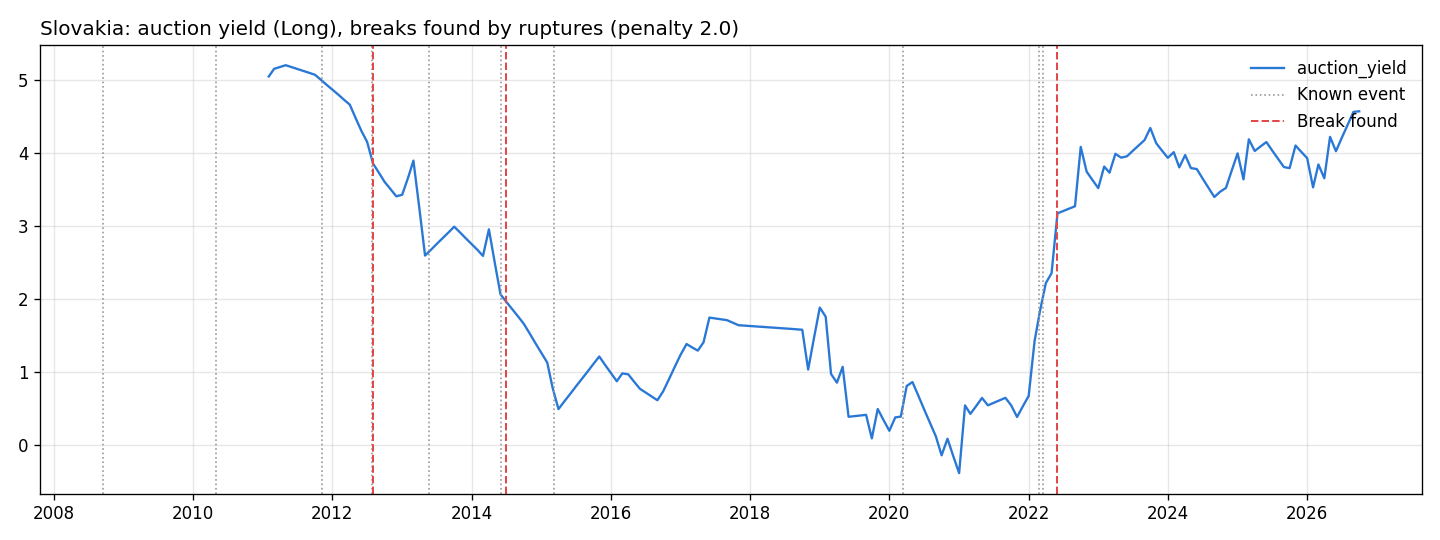 Slovakia: auction yield (Long), breaks found by ruptures (penalty 2.0)
auction_yield
Known event
Break found
5
4
3
2
1
0
2008 2010 2012 2014 2016 2018 2020 2022 2024 2026